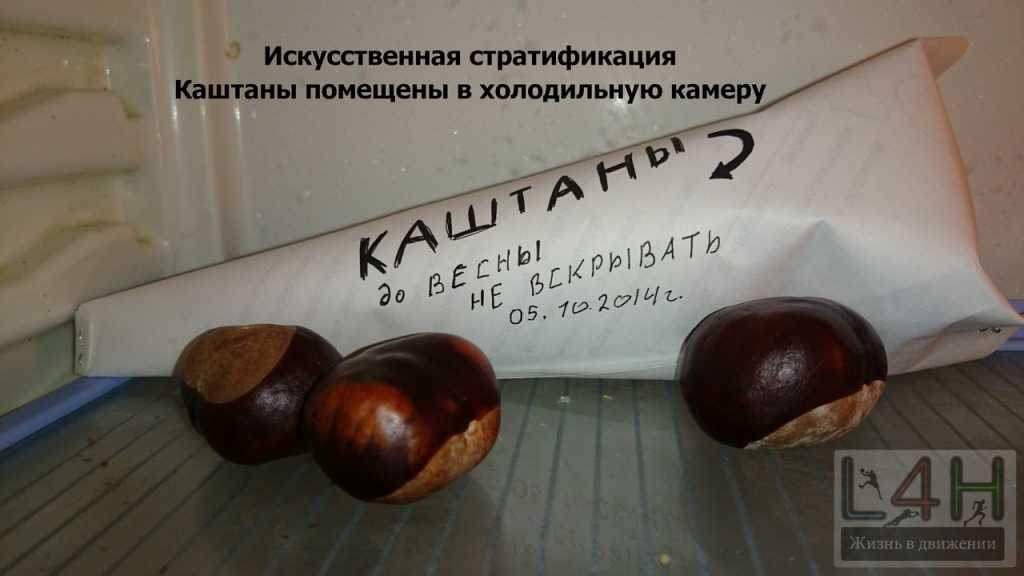 Искусственная стратификация
Каштаны помещены в холодильную камеру
КАШТАНЫ
до ВЕСНЫ
НЕ ВСКРЫВАТЬ
05.10.2014г.
L4H
Жизнь в движении